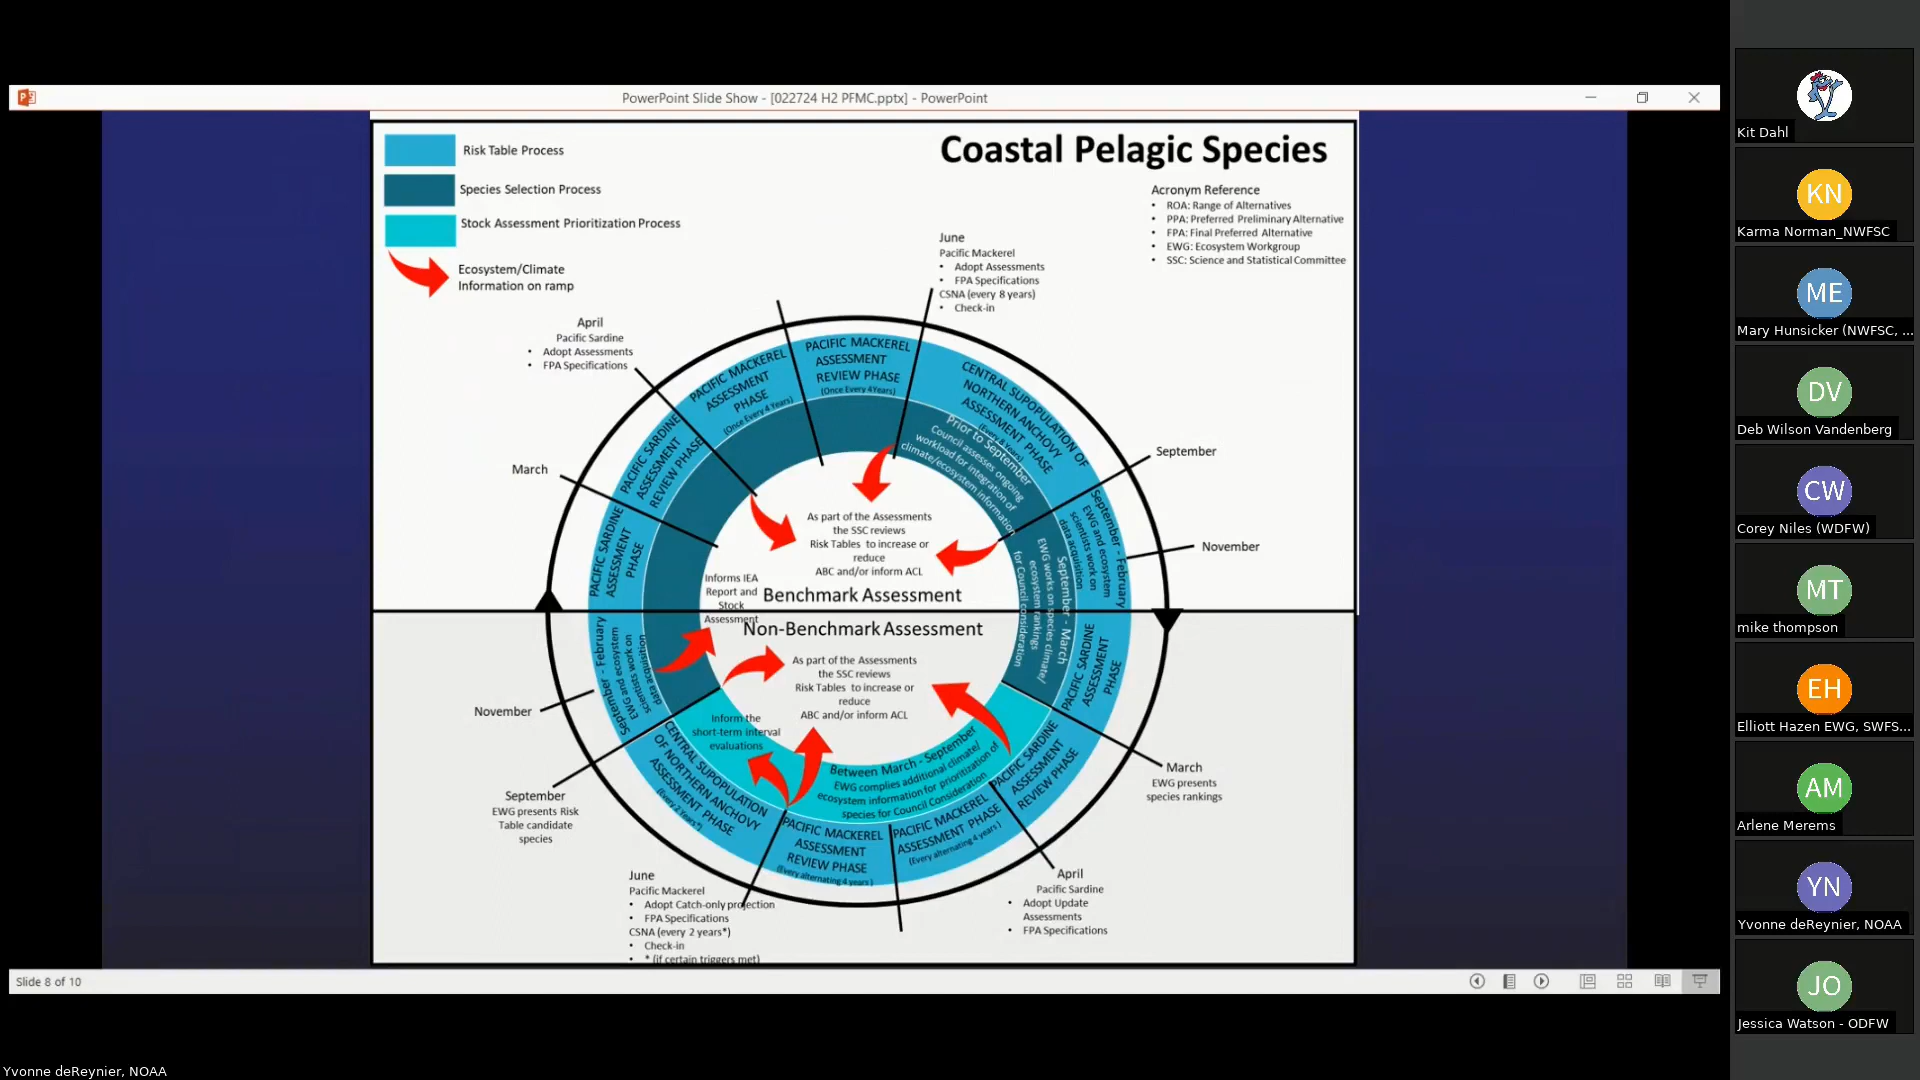 PowerPoint Slide Show - [022724 H2 PFMC.pptx] - PowerPoint
Coastal Pelagic Species
Risk Table Process
Species Selection Process
Stock Assessment Prioritization Process
Ecosystem/Climate
Information on ramp
Acronym Reference
• ROA: Range of Alternatives
• PPA: Preferred Preliminary Alternative
• FPA: Final Preferred Alternative
• EWG: Ecosystem Workgroup
• SSC: Science and Statistical Committee
June
Pacific Mackerel
• Adopt Assessments
• FPA Specifications
CSNA (every 8 years)
• Check-in
April
Pacific Sardine
• Adopt Assessments
• FPA Specifications
March
September
November
PACIFIC SARDINE
ASSESSMENT
PHASE
PACIFIC SARDINE
ASSESSMENT
REVIEW PHASE
PACIFIC MACKEREL
ASSESSMENT
PHASE
(Once Every 4 Years)
PACIFIC MACKEREL
ASSESSMENT
REVIEW PHASE
(Once Every 4 Years)
CENTRAL SUPOPULATION OF
NORTHERN ANCHOVY
ASSESSMENT PHASE
(Every 8 Years)
Prior to September
Council assesses ongoing
workload for integration of
climate/ecosystem information
September - February
EWG and ecosystem
scientists work on
data acquisition
September - March
EWG works on species climate/
ecosystem rankings
for Council consideration
As part of the Assessments
the SSC reviews
Risk Tables to increase or
reduce
ABC and/or inform ACL
Informs IEA
Report and
Stock
Assessment
Benchmark Assessment
Non-Benchmark Assessment
As part of the Assessments
the SSC reviews
Risk Tables to increase or
reduce
ABC and/or inform ACL
Inform the
short-term interval
evaluations
Between March - September
EWG complies additional climate/
ecosystem information for prioritization of
species for Council Consideration
September - February
EWG and ecosystem
scientists work on
data acquisition
CENTRAL SUPOPULATION
OF NORTHERN ANCHOVY
ASSESSMENT PHASE
(Every 2 Years*)
PACIFIC MACKEREL
ASSESSMENT
REVIEW PHASE
(Every alternating 4 years)
PACIFIC MACKEREL
ASSESSMENT PHASE
(Every alternating 4 years)
PACIFIC SARDINE
ASSESSMENT
REVIEW PHASE
PACIFIC SARDINE
ASSESSMENT
PHASE
November
September
EWG presents Risk
Table candidate
species
March
EWG presents
species rankings
June
Pacific Mackerel
• Adopt Catch-only projection
• FPA Specifications
CSNA (every 2 years*)
• Check-in
• * (if certain triggers met)
April
Pacific Sardine
• Adopt Update
Assessments
• FPA Specifications
Slide 8 of 10
Yvonne deReynier, NOAA
Kit Dahl
KN
Karma Norman_NWFSC
ME
Mary Hunsicker (NWFSC, ...
DV
Deb Wilson Vandenberg
CW
Corey Niles (WDFW)
MT
mike thompson
EH
Elliott Hazen EWG, SWFS...
AM
Arlene Merems
YN
Yvonne deReynier, NOAA
JO
Jessica Watson - ODFW